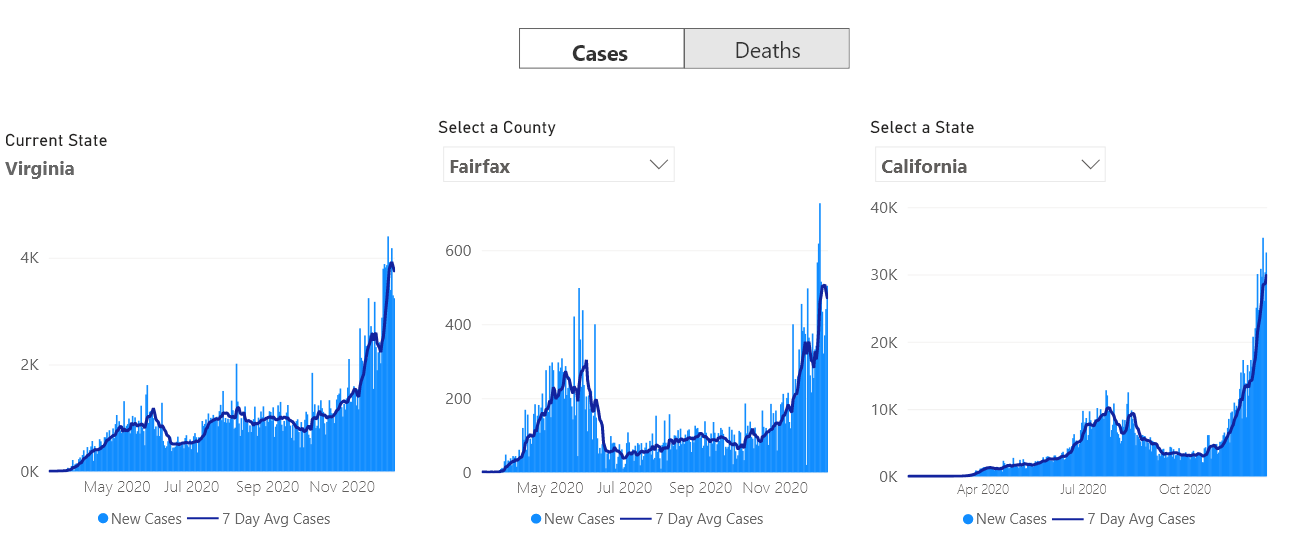 Cases Deaths
Current State
Virginia
4K
2K
0K
May 2020 Jul 2020 Sep 2020 Nov 2020
New Cases 7 Day Avg Cases
Select a County
Fairfax
600
400
200
0
May 2020 Jul 2020 Sep 2020 Nov 2020
New Cases 7 Day Avg Cases
Select a State
California
40K
30K
20K
10K
0K
Apr 2020 Jul 2020 Oct 2020
New Cases 7 Day Avg Cases